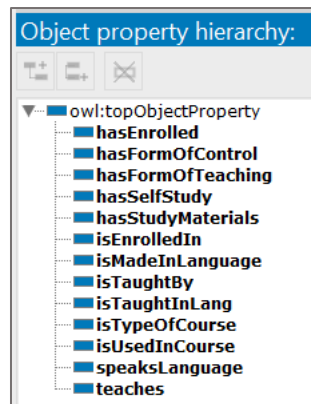 Object property hierarchy:
owl:topObjectProperty
hasEnrolled
hasFormOfControl
hasFormOfTeaching
hasSelfStudy
hasStudyMaterials
isEnrolledIn
isMadeInLanguage
isTaughtBy
isTaughtInLang
isTypeOfCourse
isUsedInCourse
speaksLanguage
teaches